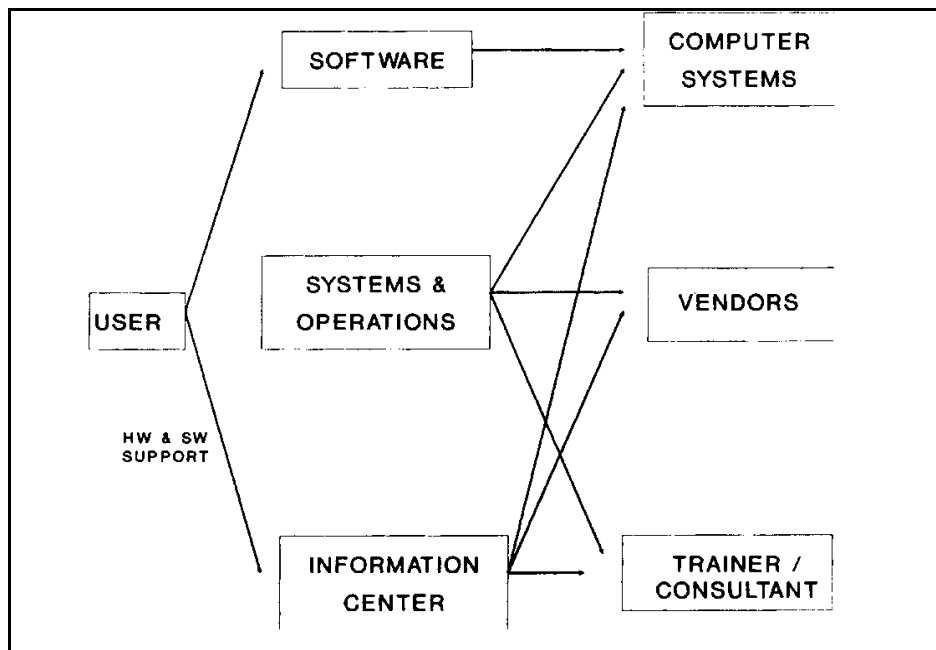 SOFTWARE
COMPUTER
SYSTEMS
SYSTEMS &
OPERATIONS
VENDORS
USER
HW & SW
SUPPORT
INFORMATION
CENTER
TRAINER /
CONSULTANT